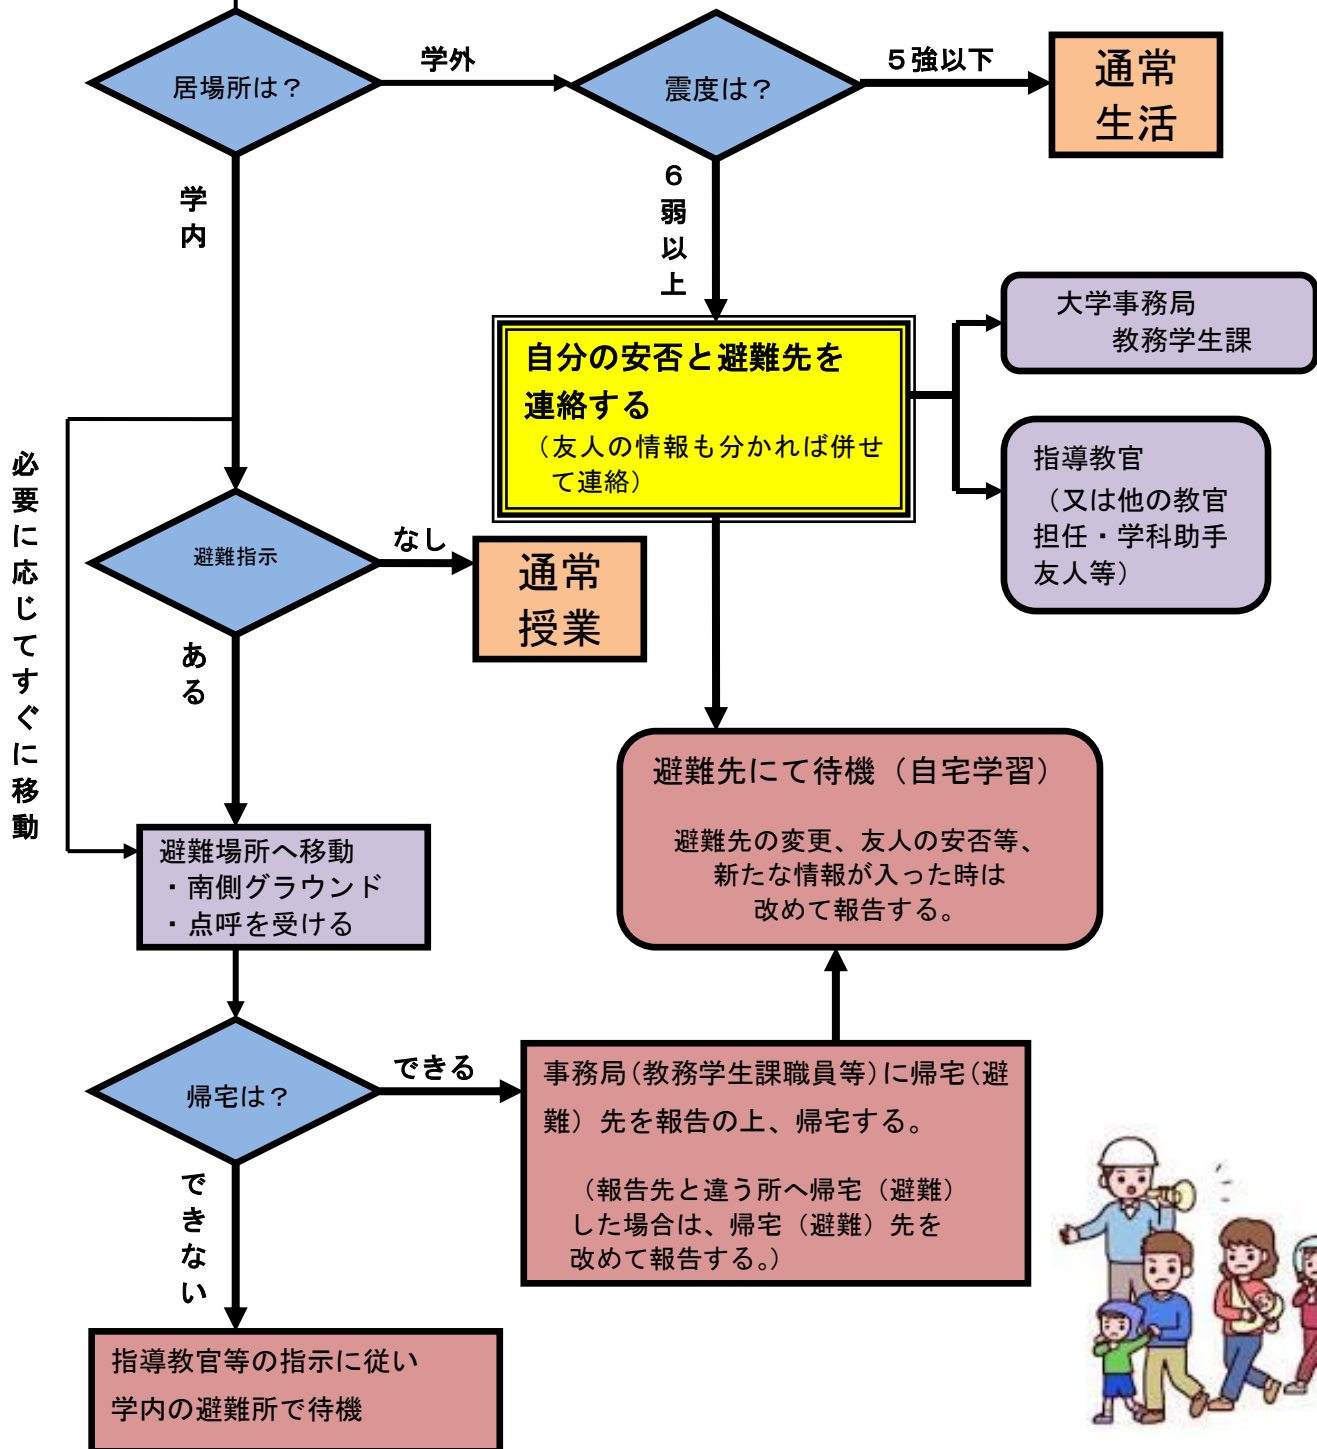 居場所は？
学外
震度は？
５強以下
通常
生活
学内
６弱以上
自分の安否と避難先を
連絡する
（友人の情報も分かれば併せ
て連絡）
大学事務局
教務学生課
指導教官
（又は他の教官
担任・学科助手
友人等）
必要に応じてすぐに移動
避難指示
なし
通常
授業
ある
避難場所へ移動
・南側グラウンド
・点呼を受ける
避難先にて待機（自宅学習）
避難先の変更、友人の安否等、
新たな情報が入った時は
改めて報告する。
帰宅は？
できる
事務局（教務学生課職員等）に帰宅（避
難）先を報告の上、帰宅する。
（報告先と違う所へ帰宅（避難）
した場合は、帰宅（避難）先を
改めて報告する。）
できない
指導教官等の指示に従い
学内の避難所で待機